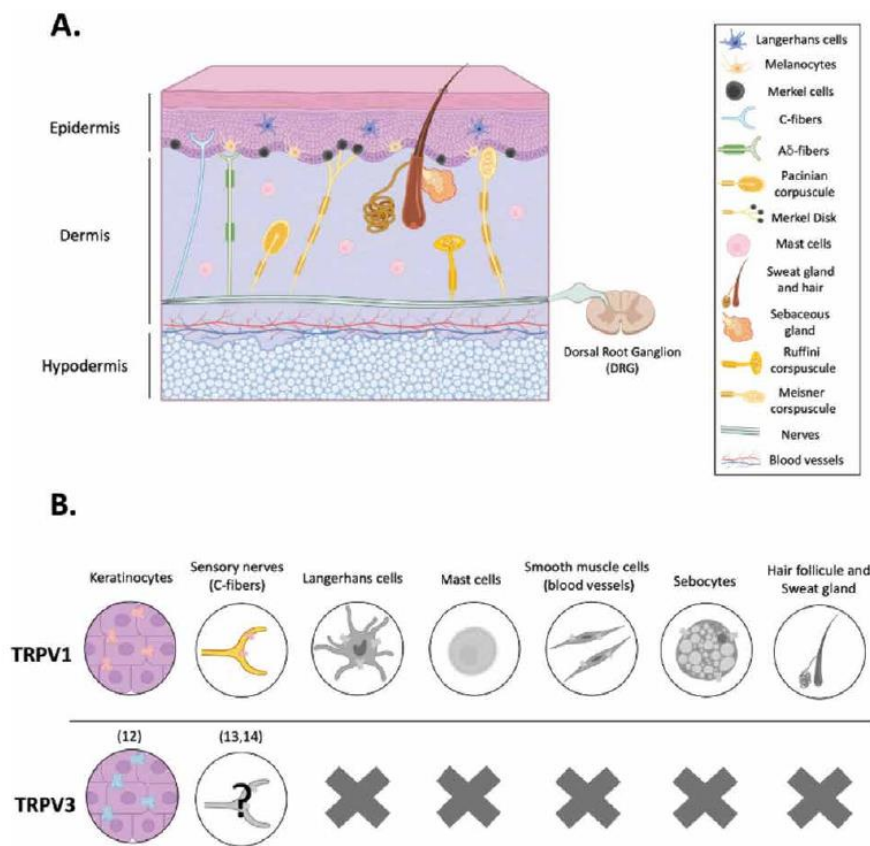 A.
Epidermis
Dermis
Hypodermis
Dorsal Root Ganglion
(DRG)
Langerhans cells
Melanocytes
Merkel cells
C-fibers
Aδ-fibers
Pacinian
corpuscule
Merkel Disk
Mast cells
Sweat gland
and hair
Sebaceous
gland
Ruffini
corspuscule
Meisner
corspuscule
Nerves
Blood vessels
B.
Keratinocytes
Sensory nerves
(C-fibers)
Langerhans cells
Mast cells
Smooth muscle cells
(blood vessels)
Sebocytes
Hair follicule and
Sweat gland
TRPV1
(12)
(13,14)
TRPV3
?